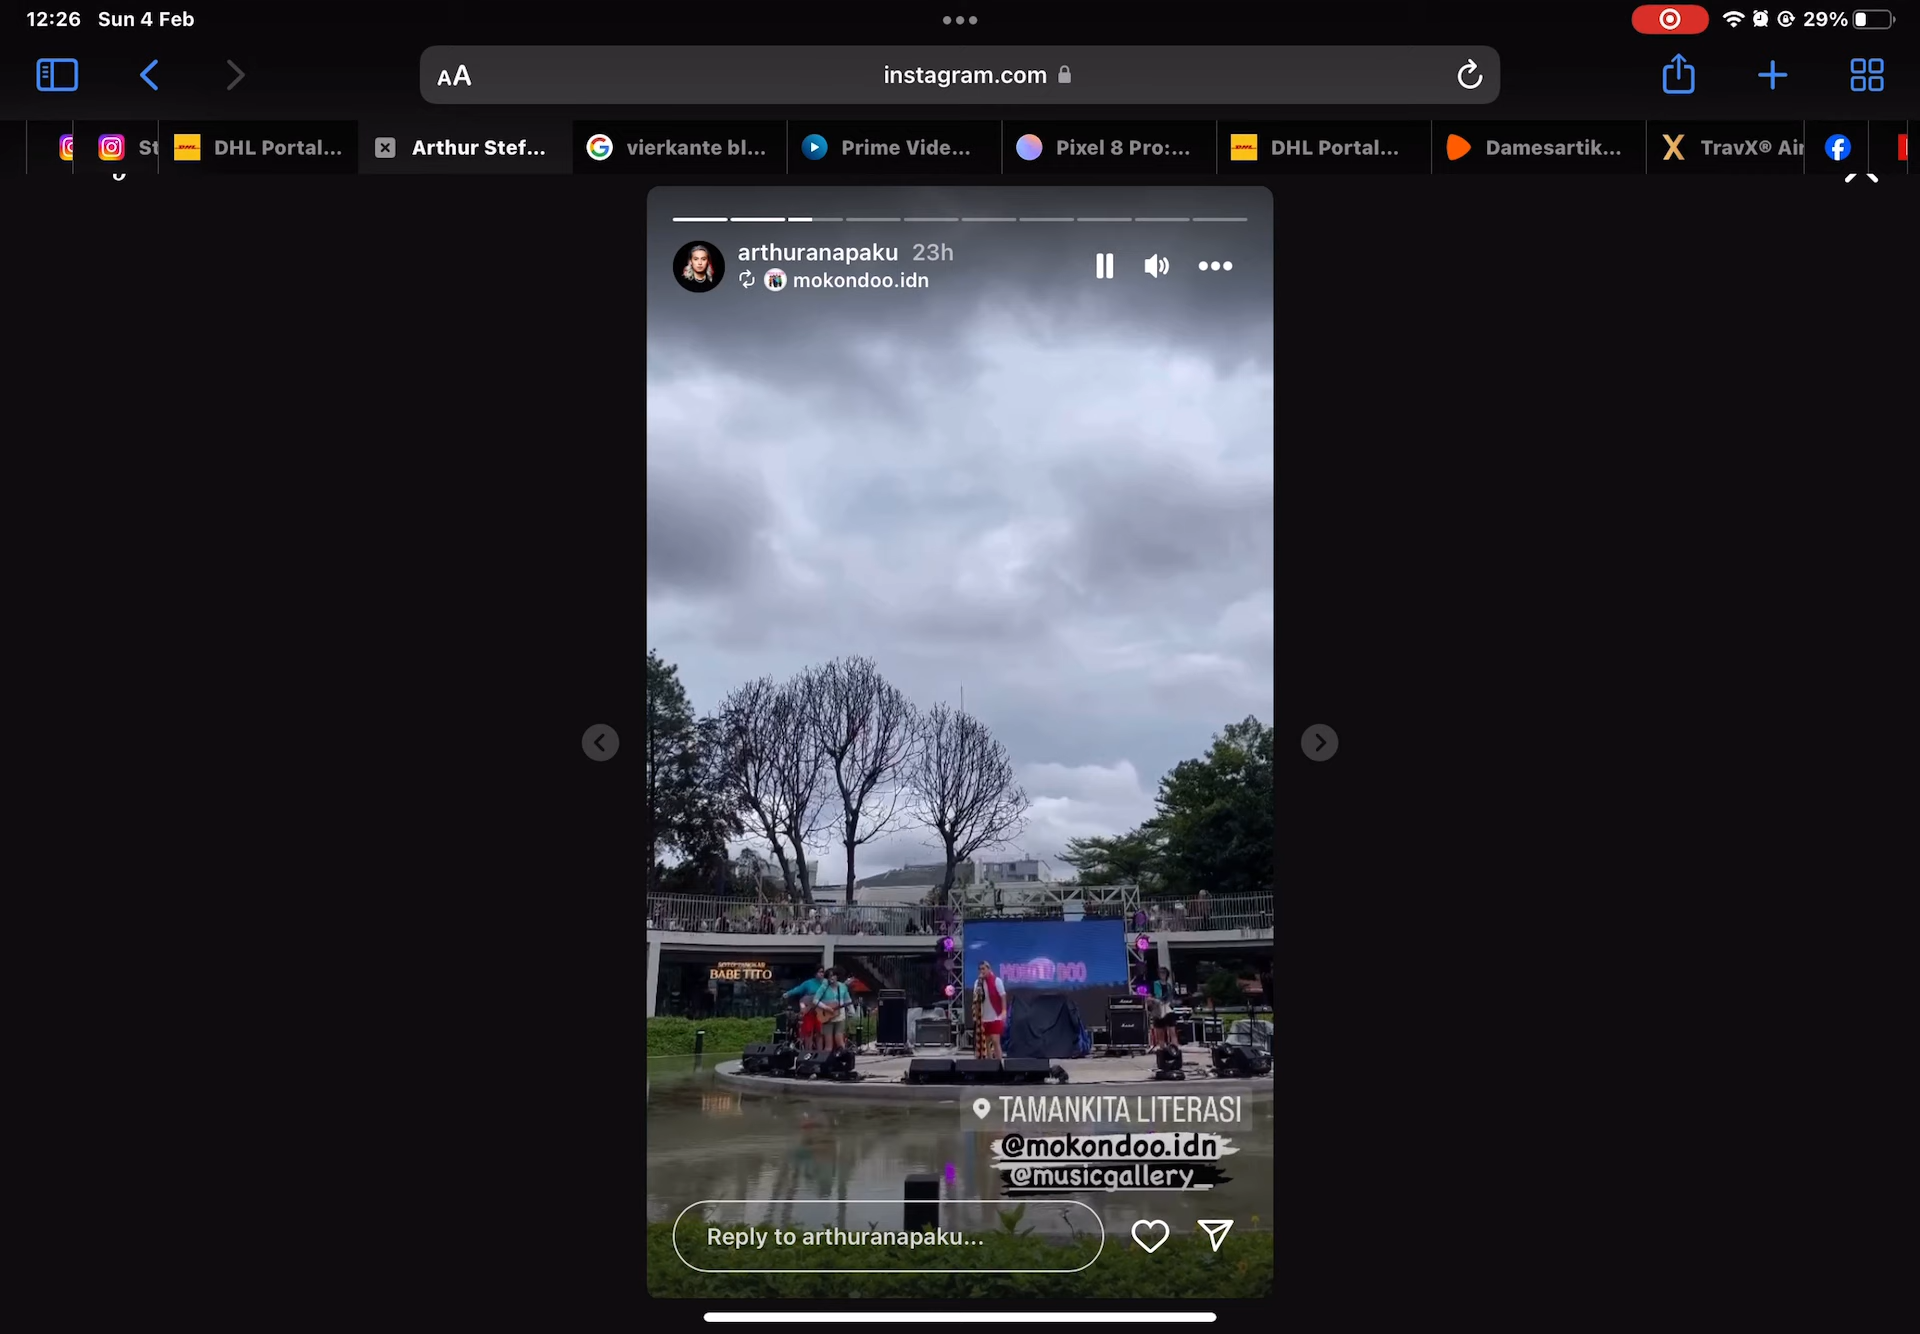 12:26 Sun 4 Feb
29%
AA
instagram.com
St
DHL Portal...
Arthur Stef...
vierkante bl...
Prime Vide...
Pixel 8 Pro:...
DHL Portal...
Damesartik...
TravX® Air
arthuranapaku 23h
mokondoo.idn
BABE TITO
TAMANKITA LITERASI
@mokondoo.idn
@musicgallery_
Reply to arthuranapaku...